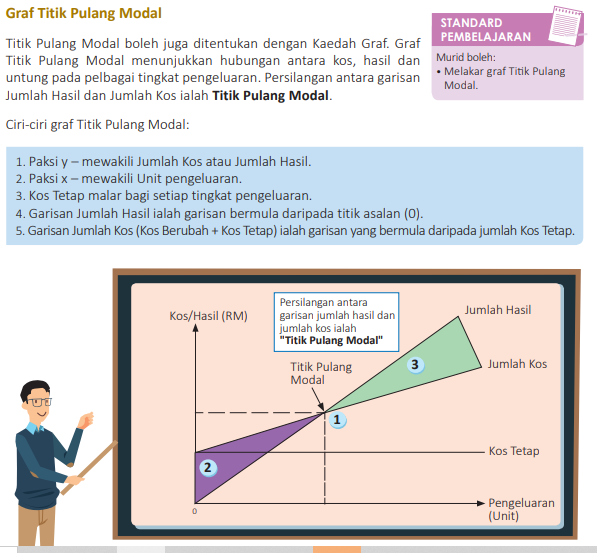 Graf Titik Pulang Modal
Titik Pulang Modal boleh juga ditentukan dengan Kaedah Graf. Graf
Titik Pulang Modal menunjukkan hubungan antara kos, hasil dan
untung pada pelbagai tingkat pengeluaran. Persilangan antara garisan
Jumlah Hasil dan Jumlah Kos ialah Titik Pulang Modal.
STANDARD
PEMBELAJARAN
Murid boleh:
• Melakar graf Titik Pulang
Modal.
Ciri-ciri graf Titik Pulang Modal:
1. Paksi y – mewakili Jumlah Kos atau Jumlah Hasil.
2. Paksi x – mewakili Unit pengeluaran.
3. Kos Tetap malar bagi setiap tingkat pengeluaran.
4. Garisan Jumlah Hasil ialah garisan bermula daripada titik asalan (0).
5. Garisan Jumlah Kos (Kos Berubah + Kos Tetap) ialah garisan yang bermula daripada jumlah Kos Tetap.
Kos/Hasil (RM)
Persilangan antara
garisan jumlah hasil dan
jumlah kos ialah
"Titik Pulang Modal"
Jumlah Hasil
Titik Pulang
Modal
3
Jumlah Kos
1
Kos Tetap
2
0
Pengeluaran
(Unit)